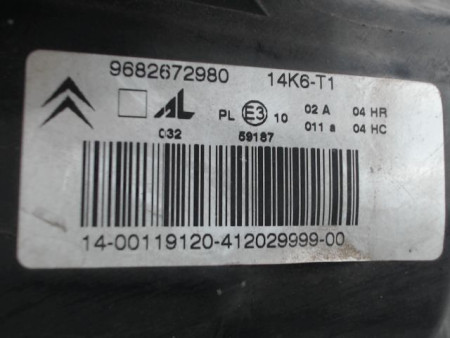 9682672980 14K6-T1
AL PL E3 10 02 A 04 HR
011 a 04 HC
032 59187
14-00119120-412029999-00